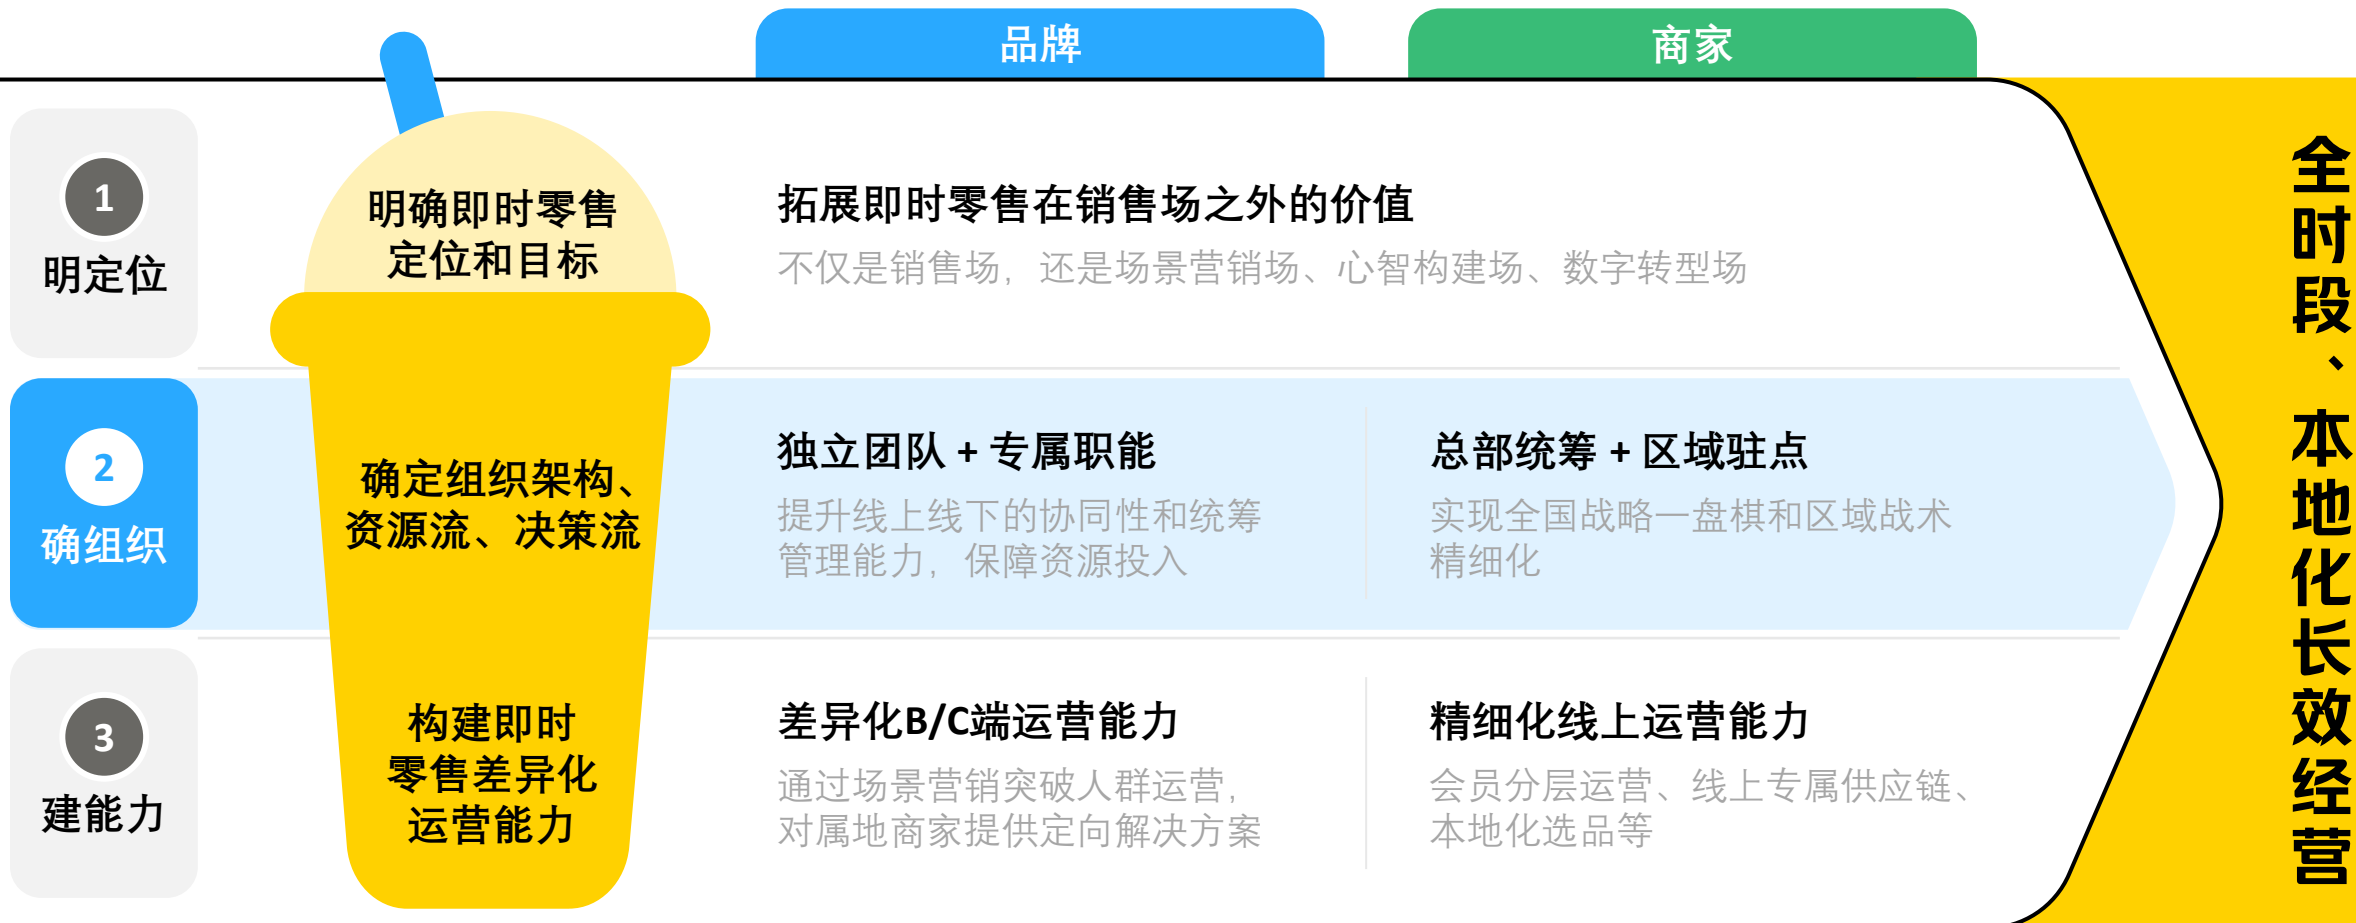 品牌
商家
1
明定位
明确即时零售
定位和目标
拓展即时零售在销售场之外的价值
不仅是销售场，还是场景营销场、心智构建场、数字转型场
2
确组织
确定组织架构、
资源流、决策流
独立团队 + 专属职能
提升线上线下的协同性和统筹
管理能力，保障资源投入
总部统筹 + 区域驻点
实现全国战略一盘棋和区域战术
精细化
3
建能力
构建即时
零售差异化
运营能力
差异化B/C端运营能力
通过场景营销突破人群运营，
对属地商家提供定向解决方案
精细化线上运营能力
会员分层运营、线上专属供应链、
本地化选品等
全时段、本地化长效经营